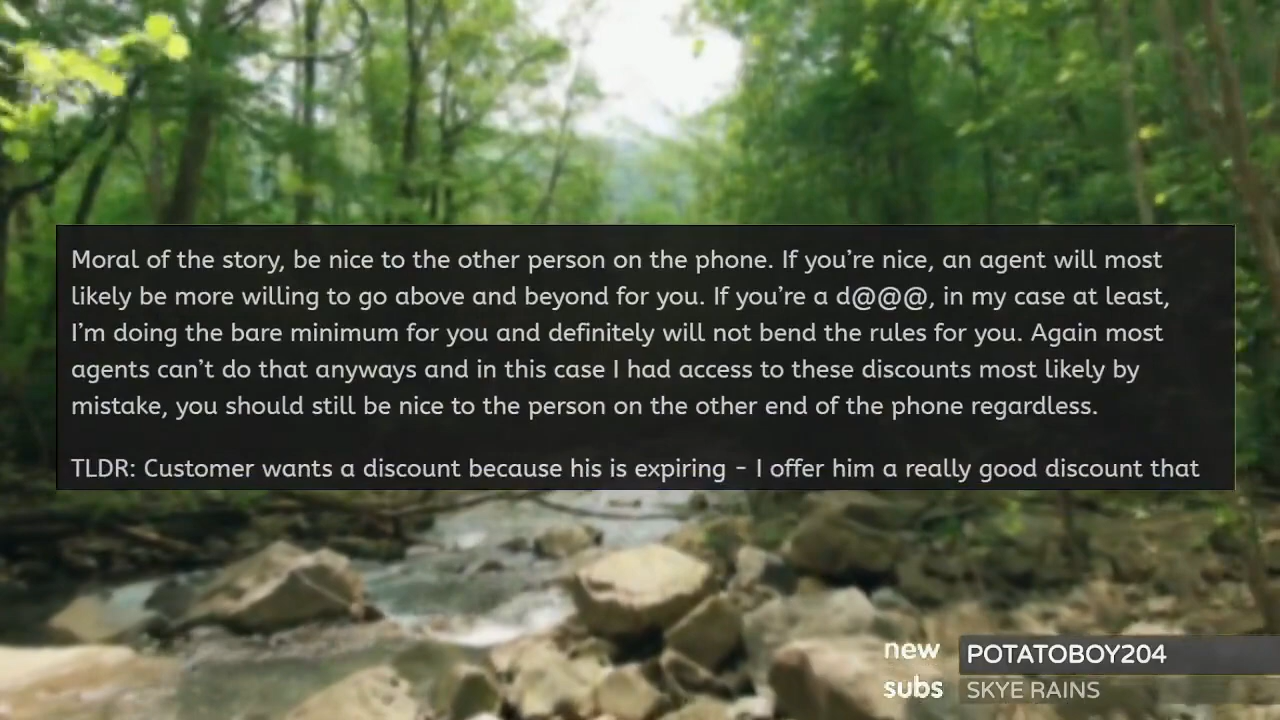 Moral of the story, be nice to the other person on the phone. If you’re nice, an agent will most
likely be more willing to go above and beyond for you. If you’re a d@@@, in my case at least,
I’m doing the bare minimum for you and definitely will not bend the rules for you. Again most
agents can’t do that anyways and in this case I had access to these discounts most likely by
mistake, you should still be nice to the person on the other end of the phone regardless.
TLDR: Customer wants a discount because his is expiring - I offer him a really good discount that
new POTATOBOY204
subs SKYE RAINS